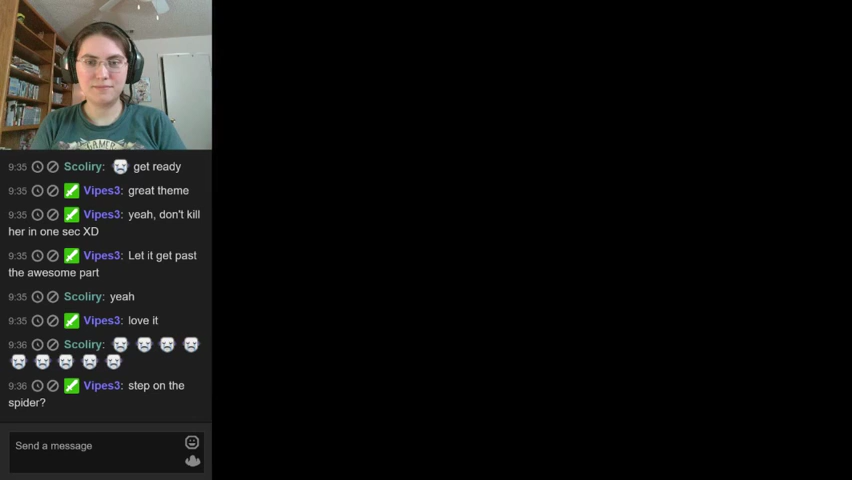 GAMER
9:35 Scoliry: get ready
9:35 Vipes3: great theme
9:35 Vipes3: yeah, don't kill
her in one sec XD
9:35 Vipes3: Let it get past
the awesome part
9:35 Scoliry: yeah
9:35 Vipes3: love it
9:36 Scoliry:
9:36 Vipes3: step on the
spider?
Send a message